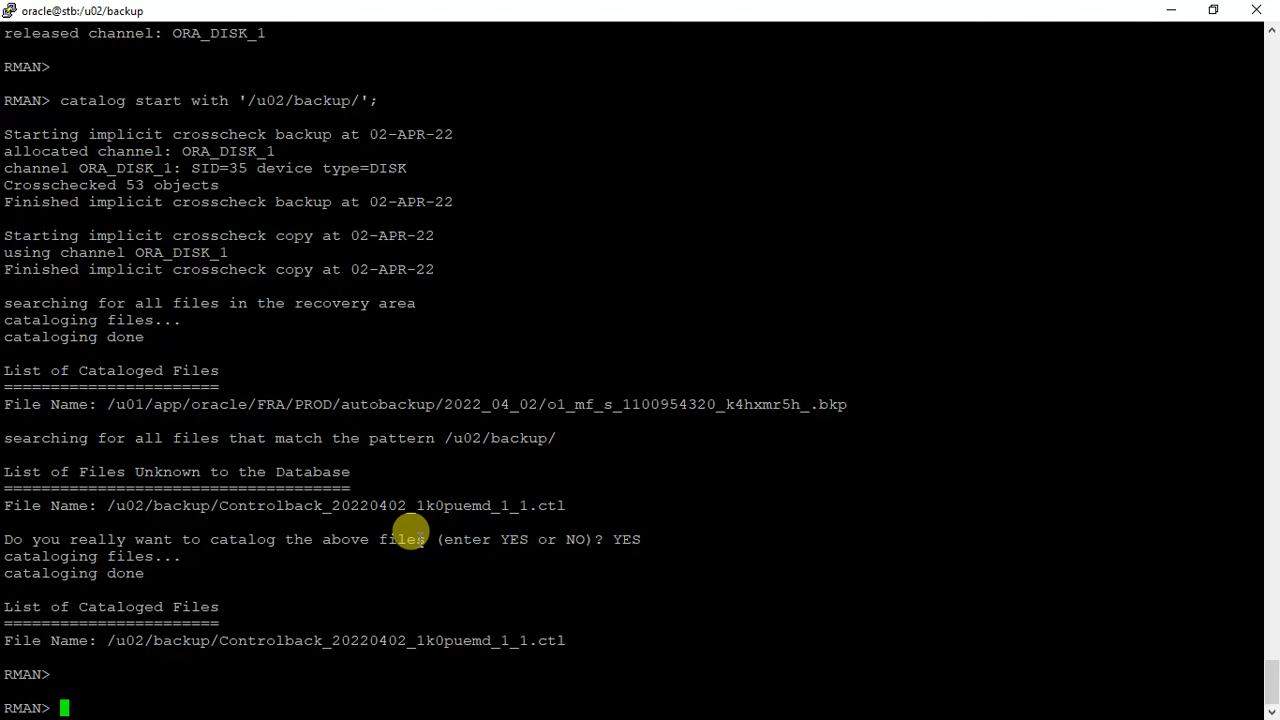 oracle@stb:/u02/backup
released channel: ORA_DISK_1
RMAN>
RMAN> catalog start with '/u02/backup/';
Starting implicit crosscheck backup at 02-APR-22
allocated channel: ORA_DISK_1
channel ORA_DISK_1: SID=35 device type=DISK
Crosschecked 53 objects
Finished implicit crosscheck backup at 02-APR-22
Starting implicit crosscheck copy at 02-APR-22
using channel ORA_DISK_1
Finished implicit crosscheck copy at 02-APR-22
searching for all files in the recovery area
cataloging files...
cataloging done
List of Cataloged Files
=======================
File Name: /u01/app/oracle/FRA/PROD/autobackup/2022_04_02/o1_mf_s_1100954320_k4hxmr5h_.bkp
searching for all files that match the pattern /u02/backup/
List of Files Unknown to the Database
=====================================
File Name: /u02/backup/Controlback_20220402_1k0puemd_1_1.ctl
Do you really want to catalog the above files (enter YES or NO)? YES
cataloging files...
cataloging done
List of Cataloged Files
=======================
File Name: /u02/backup/Controlback_20220402_1k0puemd_1_1.ctl
RMAN>
RMAN>